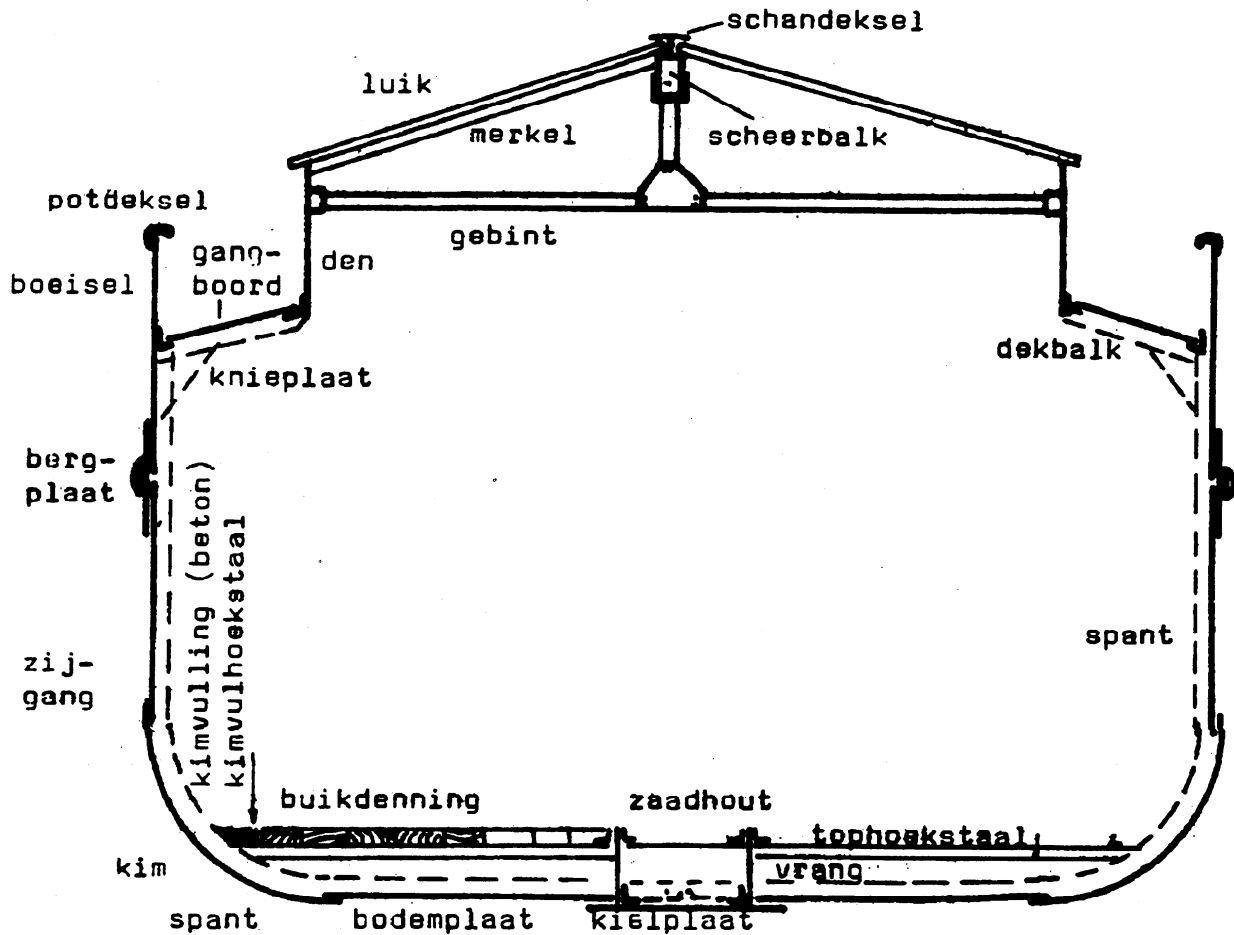 schandeksel
luik
merkel
scheerbalk
potdeksel
gebint
gang-
boord
den
boeisel
dekbalk
knieplaat
berg-
plaat
kimvulling (beton)
kimvulhoekstaal
spant
zij-
gang
buikdenning
zaadhout
tophoekstaal
kim
vrang
spant
bodemplaat
kielplaat